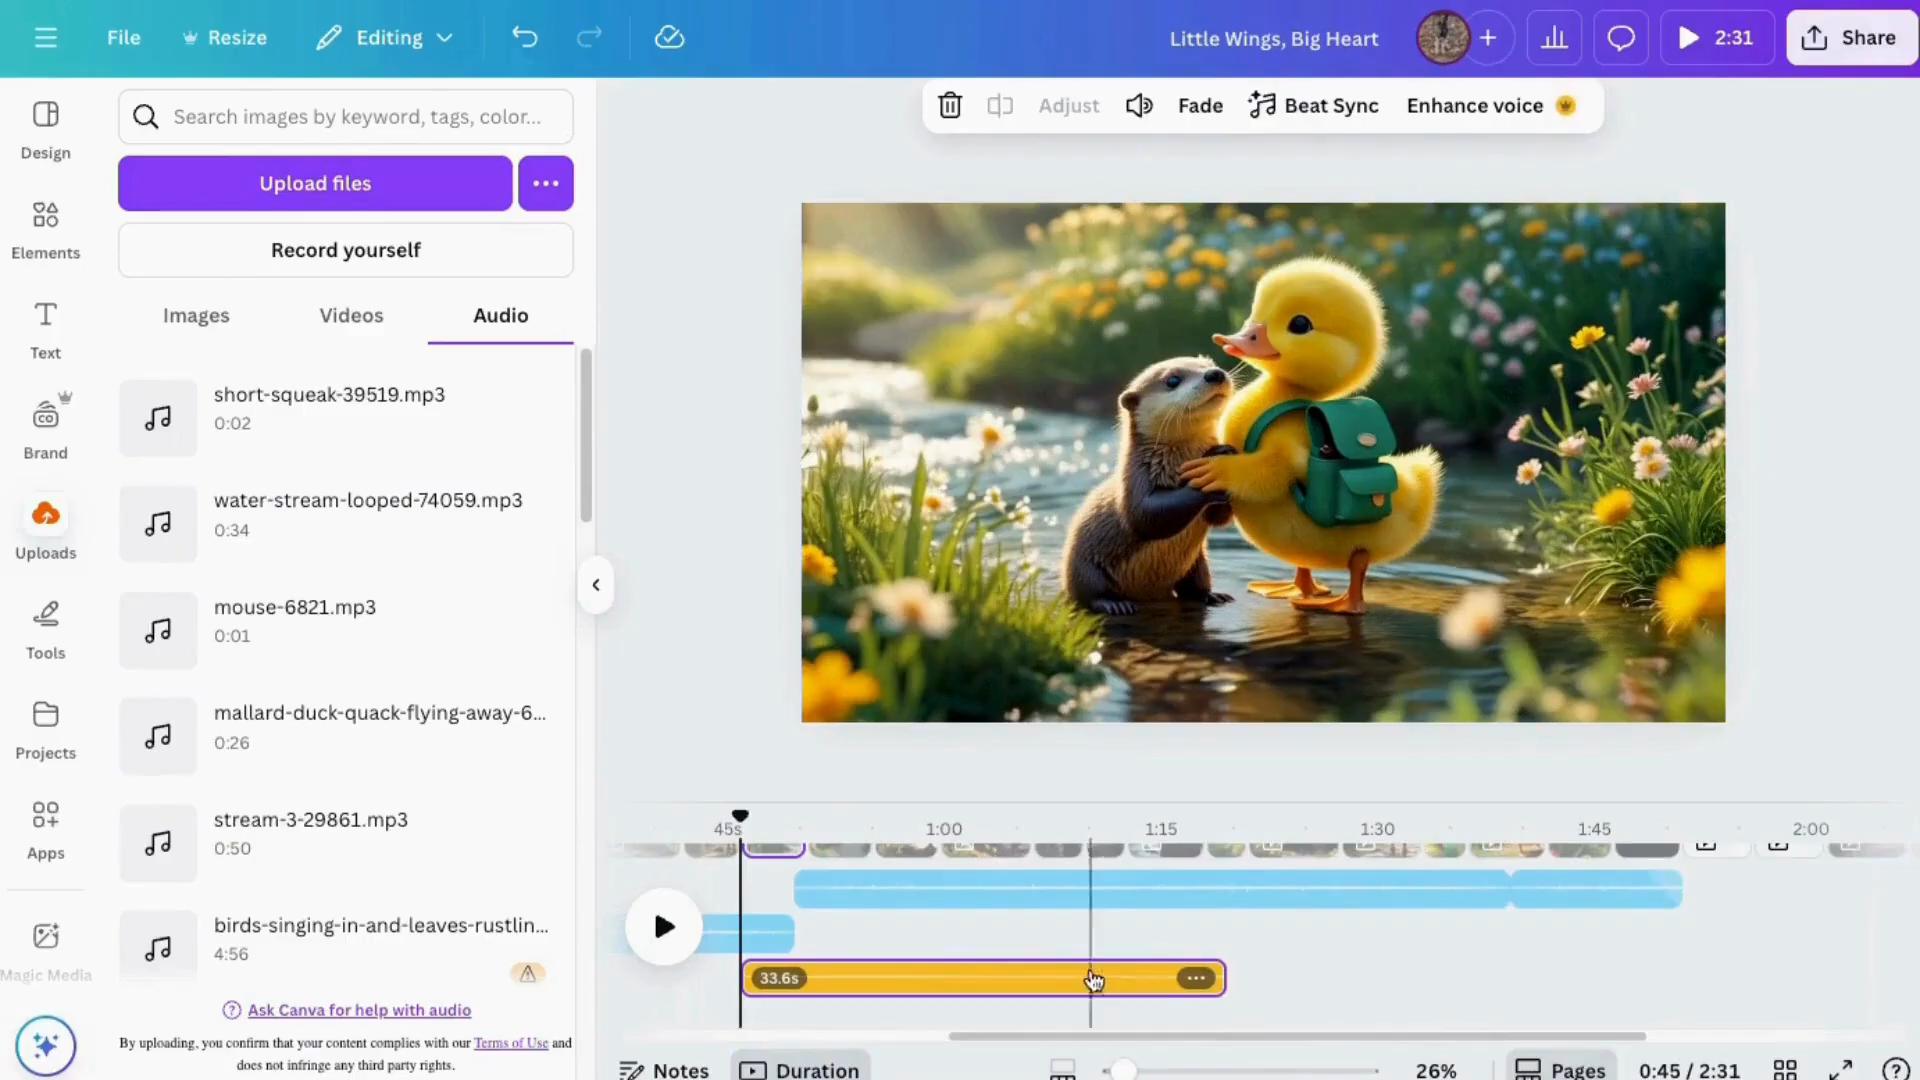 File
Resize
Editing
Little Wings, Big Heart
2:31
Share
Adjust
Fade
Beat Sync
Enhance voice
Design
Elements
Text
Brand
Uploads
Tools
Projects
Apps
Magic Media
Search images by keyword, tags, color...
Upload files
Record yourself
Images
Videos
Audio
short-squeak-39519.mp3
0:02
water-stream-looped-74059.mp3
0:34
mouse-6821.mp3
0:01
mallard-duck-quack-flying-away-6...
0:26
stream-3-29861.mp3
0:50
birds-singing-in-and-leaves-rustlin...
4:56
Ask Canva for help with audio
By uploading, you confirm that your content complies with our Terms of Use and
does not infringe any third party rights.
45s
1:00
1:15
1:30
1:45
2:00
33.6s
Notes
Duration
26%
Pages
0:45 / 2:31